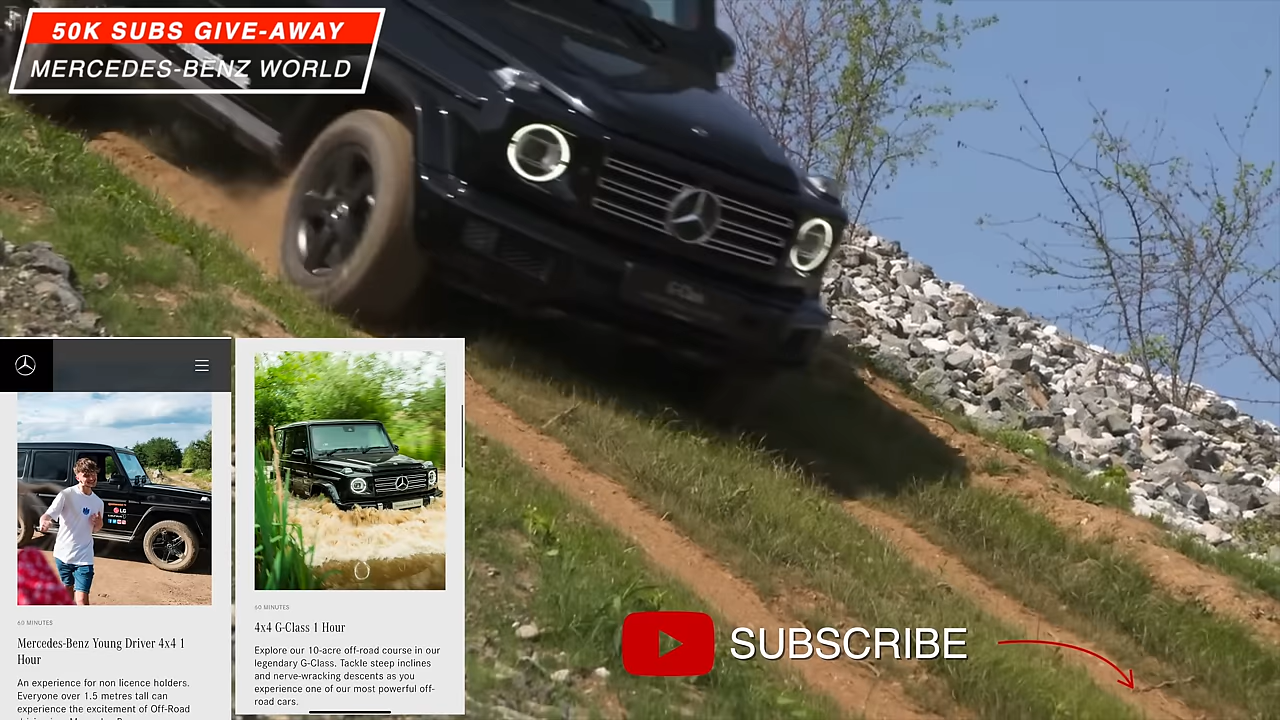 50K SUBS GIVE-AWAY
MERCEDES-BENZ WORLD
60 MINUTES
Mercedes-Benz Young Driver 4x4 1
Hour
An experience for non licence holders.
Everyone over 1.5 metres tall can
experience the excitement of Off-Road
60 MINUTES
4x4 G-Class 1 Hour
Explore our 10-acre off-road course in our
legendary G-Class. Tackle steep inclines
and nerve-wracking descents as you
experience one of our most powerful off-
road cars.
G-Class
LG
SUBSCRIBE